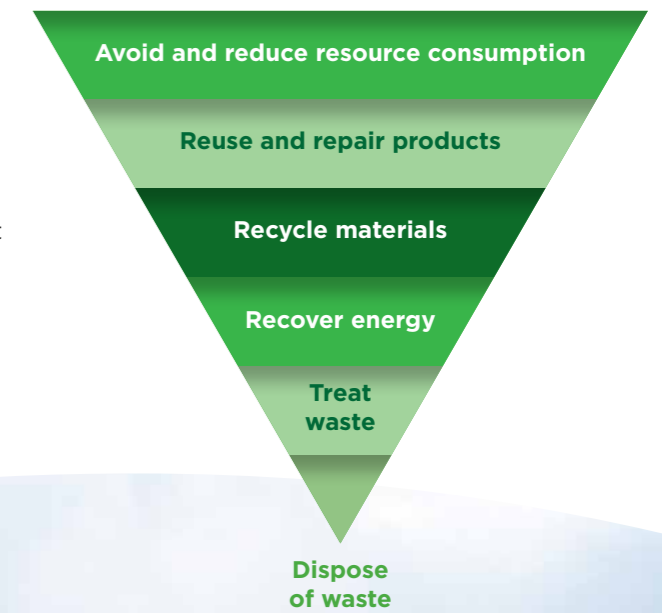 Avoid and reduce resource consumption
Reuse and repair products
Recycle materials
Recover energy
Treat
waste
Dispose
of waste